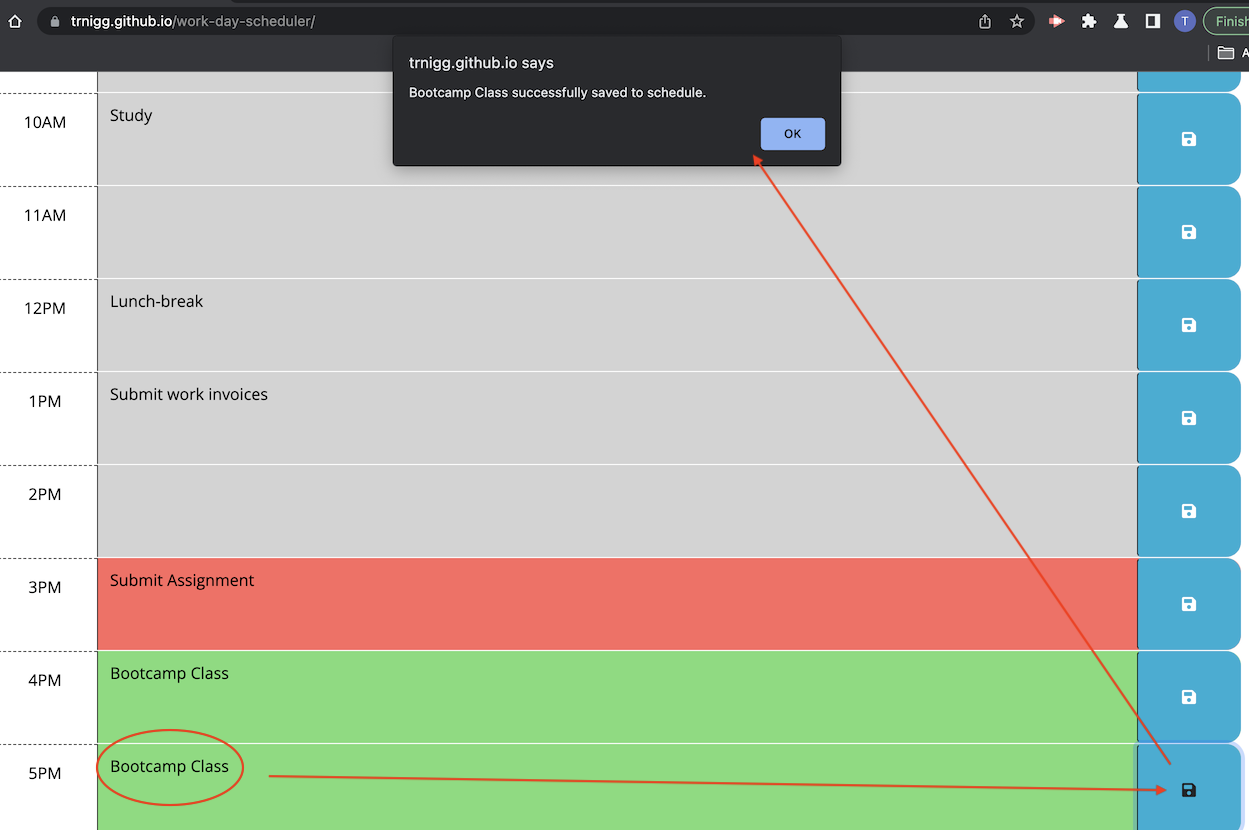 trnigg.github.io/work-day-scheduler/
T
Finish
A
trnigg.github.io says
Bootcamp Class successfully saved to schedule.
OK
10AM Study
11AM
12PM Lunch-break
1PM Submit work invoices
2PM
3PM Submit Assignment
4PM Bootcamp Class
5PM Bootcamp Class